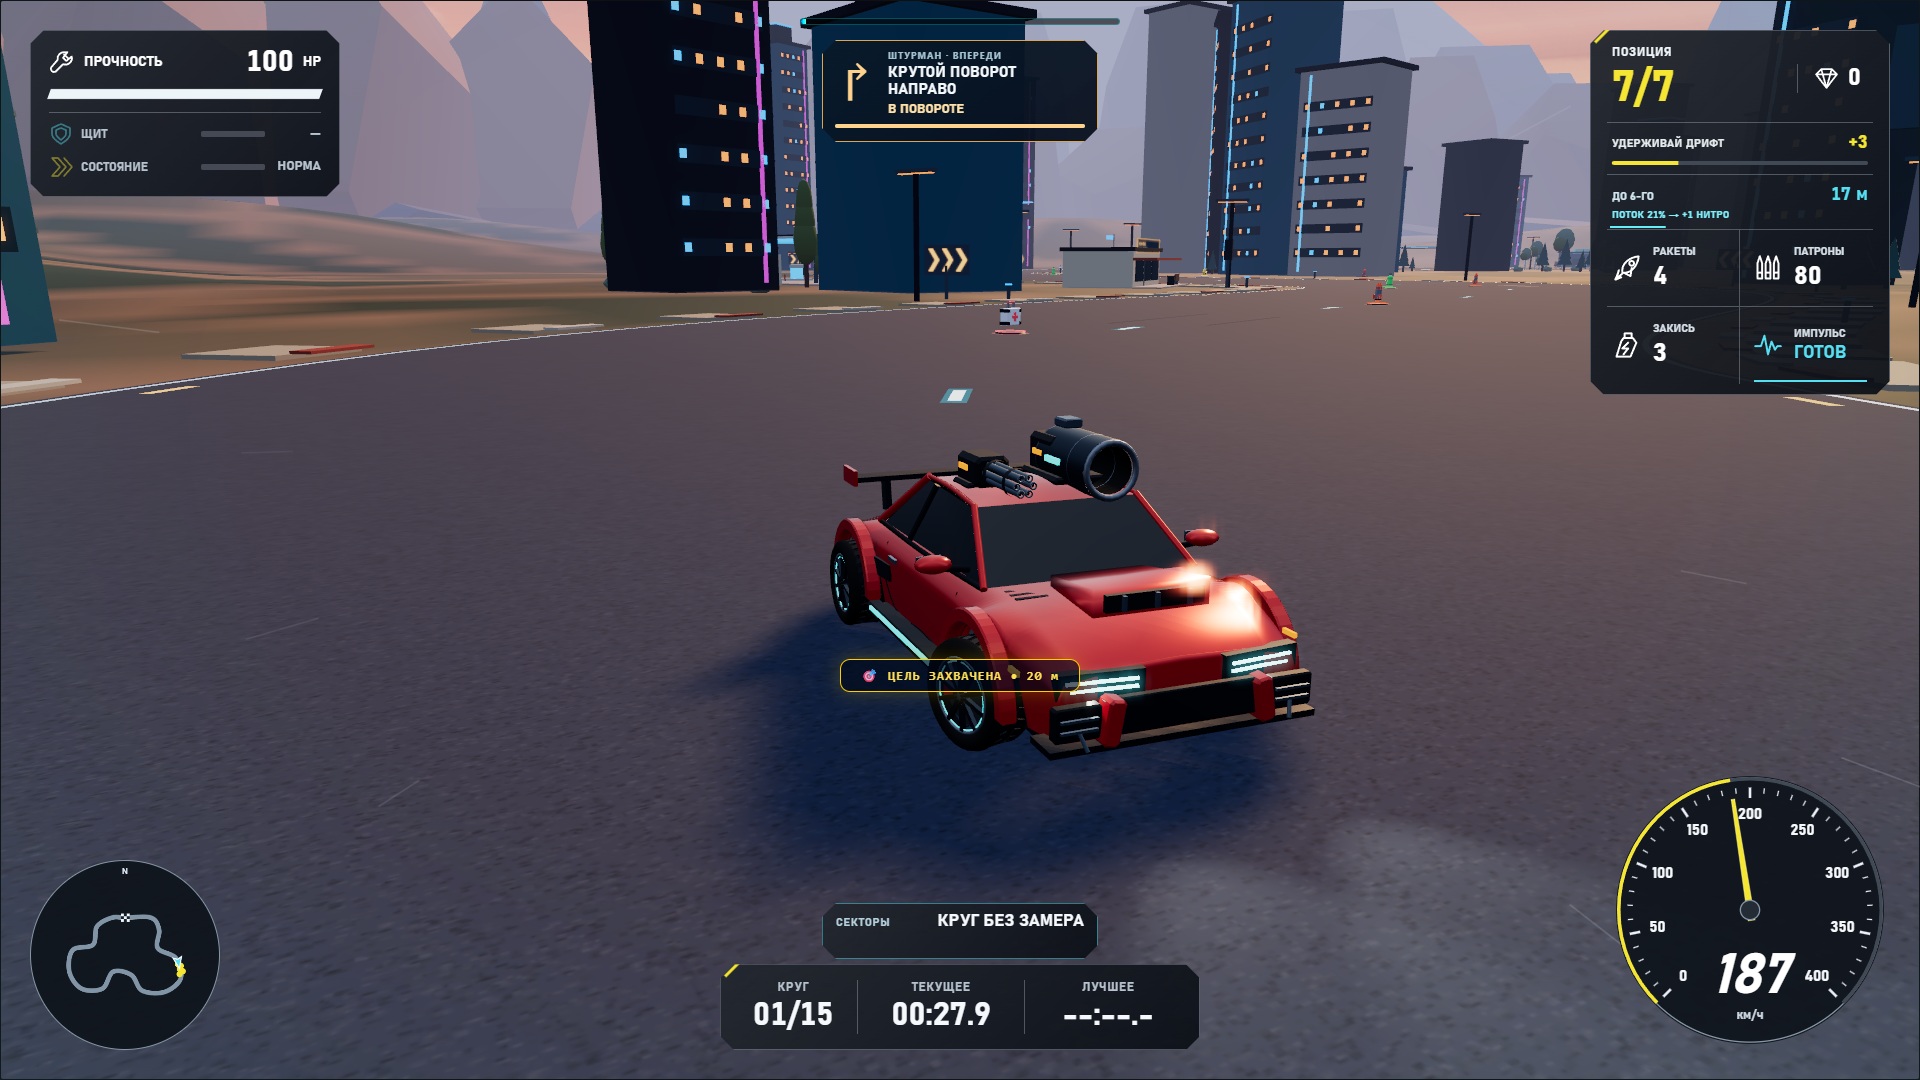 ПРОЧНОСТЬ 100 HP
ЩИТ —
СОСТОЯНИЕ НОРМА
ШТУРМАН · ВПЕРЕДИ
КРУТОЙ ПОВОРОТ
НАПРАВО
В ПОВОРОТЕ
ПОЗИЦИЯ
7/7 0
УДЕРЖИВАЙ ДРИФТ +3
ДО 6-ГО 17 м
ПОТОК 21% → +1 НИТРО
РАКЕТЫ 4
ПАТРОНЫ 80
ЗАКИСЬ 3
ИМПУЛЬС ГОТОВ
ЦЕЛЬ ЗАХВАЧЕНА • 20 м
N
СЕКТОРЫ КРУГ БЕЗ ЗАМЕРА
КРУГ ТЕКУЩЕЕ ЛУЧШЕЕ
01/15 00:27.9 --:--.-
0 50 100 150 200 250 300 350 400
187
км/ч